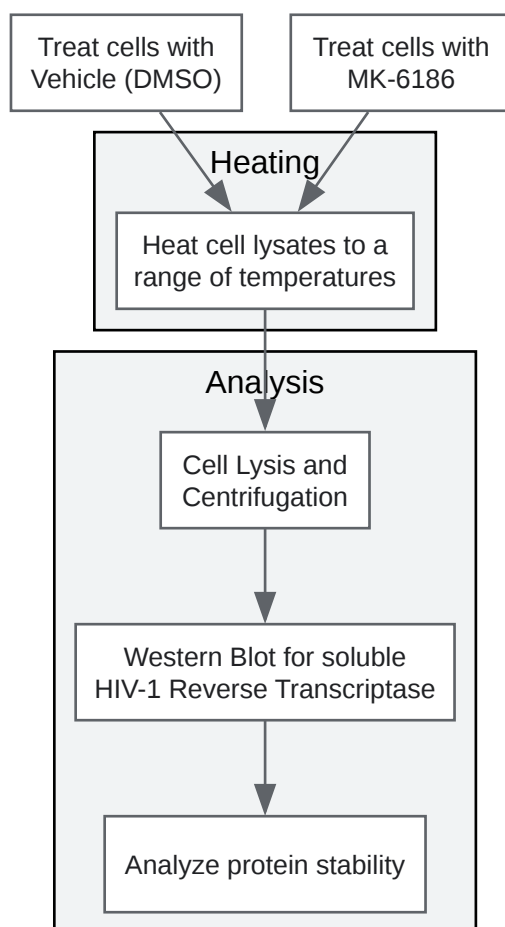 Treat cells with
Vehicle (DMSO)
Treat cells with
MK-6186
Heating
Heat cell lysates to a
range of temperatures
Analysis
Cell Lysis and
Centrifugation
Western Blot for soluble
HIV-1 Reverse Transcriptase
Analyze protein stability